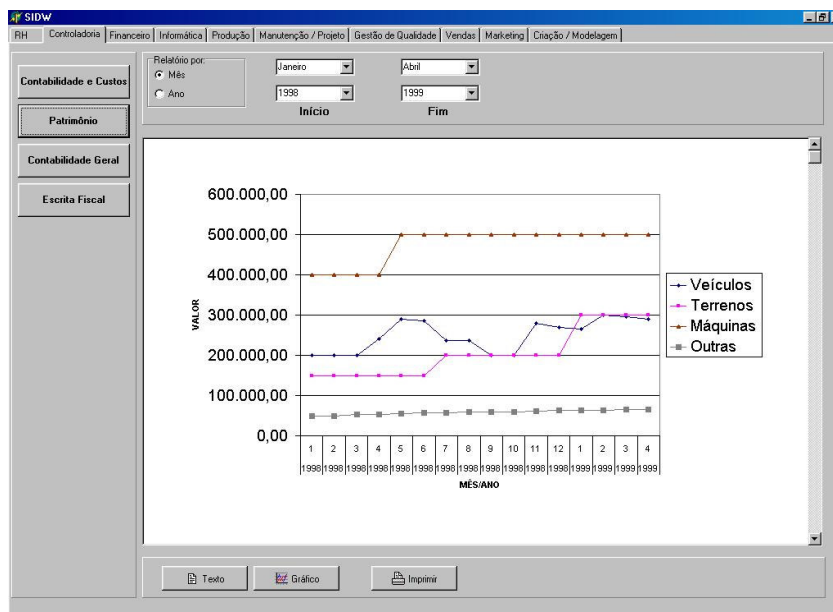 SIDW
RH Controladoria Financeiro Informática Produção Manutenção / Projeto Gestão de Qualidade Vendas Marketing Criação / Modelagem
Contabilidade e Custos
Patrimônio
Contabilidade Geral
Escrita Fiscal
Relatório por:
Mês
Ano
Janeiro Abril
1998 1999
Início Fim
600.000,00
500.000,00
400.000,00
300.000,00
200.000,00
100.000,00
0,00
VALOR
1 2 3 4 5 6 7 8 9 10 11 12 1 2 3 4
1998 1998 1998 1998 1998 1998 1998 1998 1998 1998 1998 1998 1999 1999 1999 1999
MÊS/ANO
Veículos
Terrenos
Máquinas
Outras
Texto Gráfico Imprimir